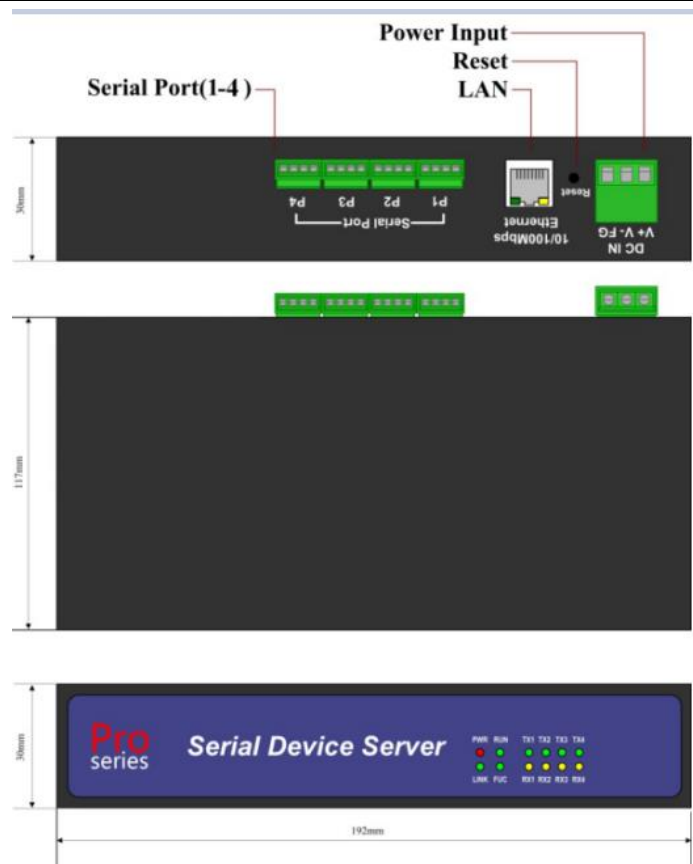 Power Input
Reset
LAN
Serial Port(1-4 )
30mm
P4 P3 P2 P1
Serial Port
Ethernet
10/100Mbps
Reset
V+ V- FG
DC IN
117mm
30mm
Pro
series
Serial Device Server
PWR RUN TX1 TX2 TX3 TX4
LINK FUC RX1 RX2 RX3 RX4
192mm